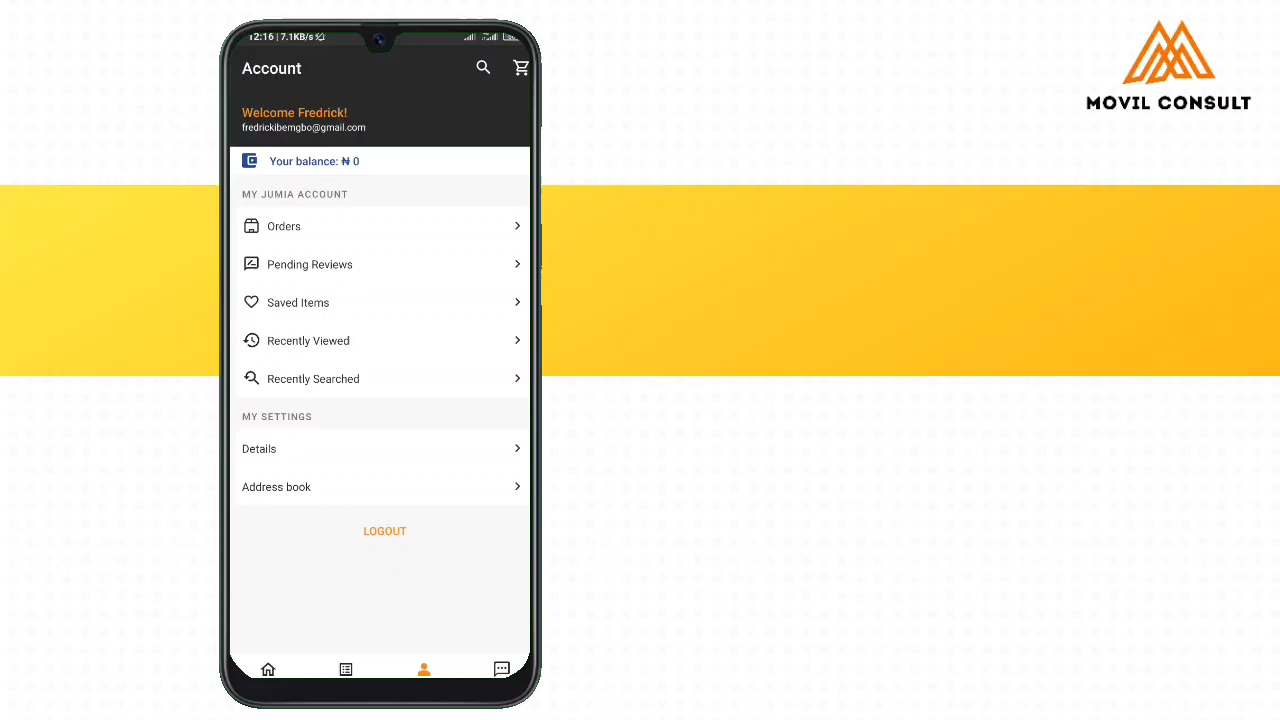 MOVIL CONSULT
12:16 | 7.1KB/s
Account
Welcome Fredrick!
fredrickibemgbo@gmail.com
Your balance: ₦ 0
MY JUMIA ACCOUNT
Orders
Pending Reviews
Saved Items
Recently Viewed
Recently Searched
MY SETTINGS
Details
Address book
LOGOUT